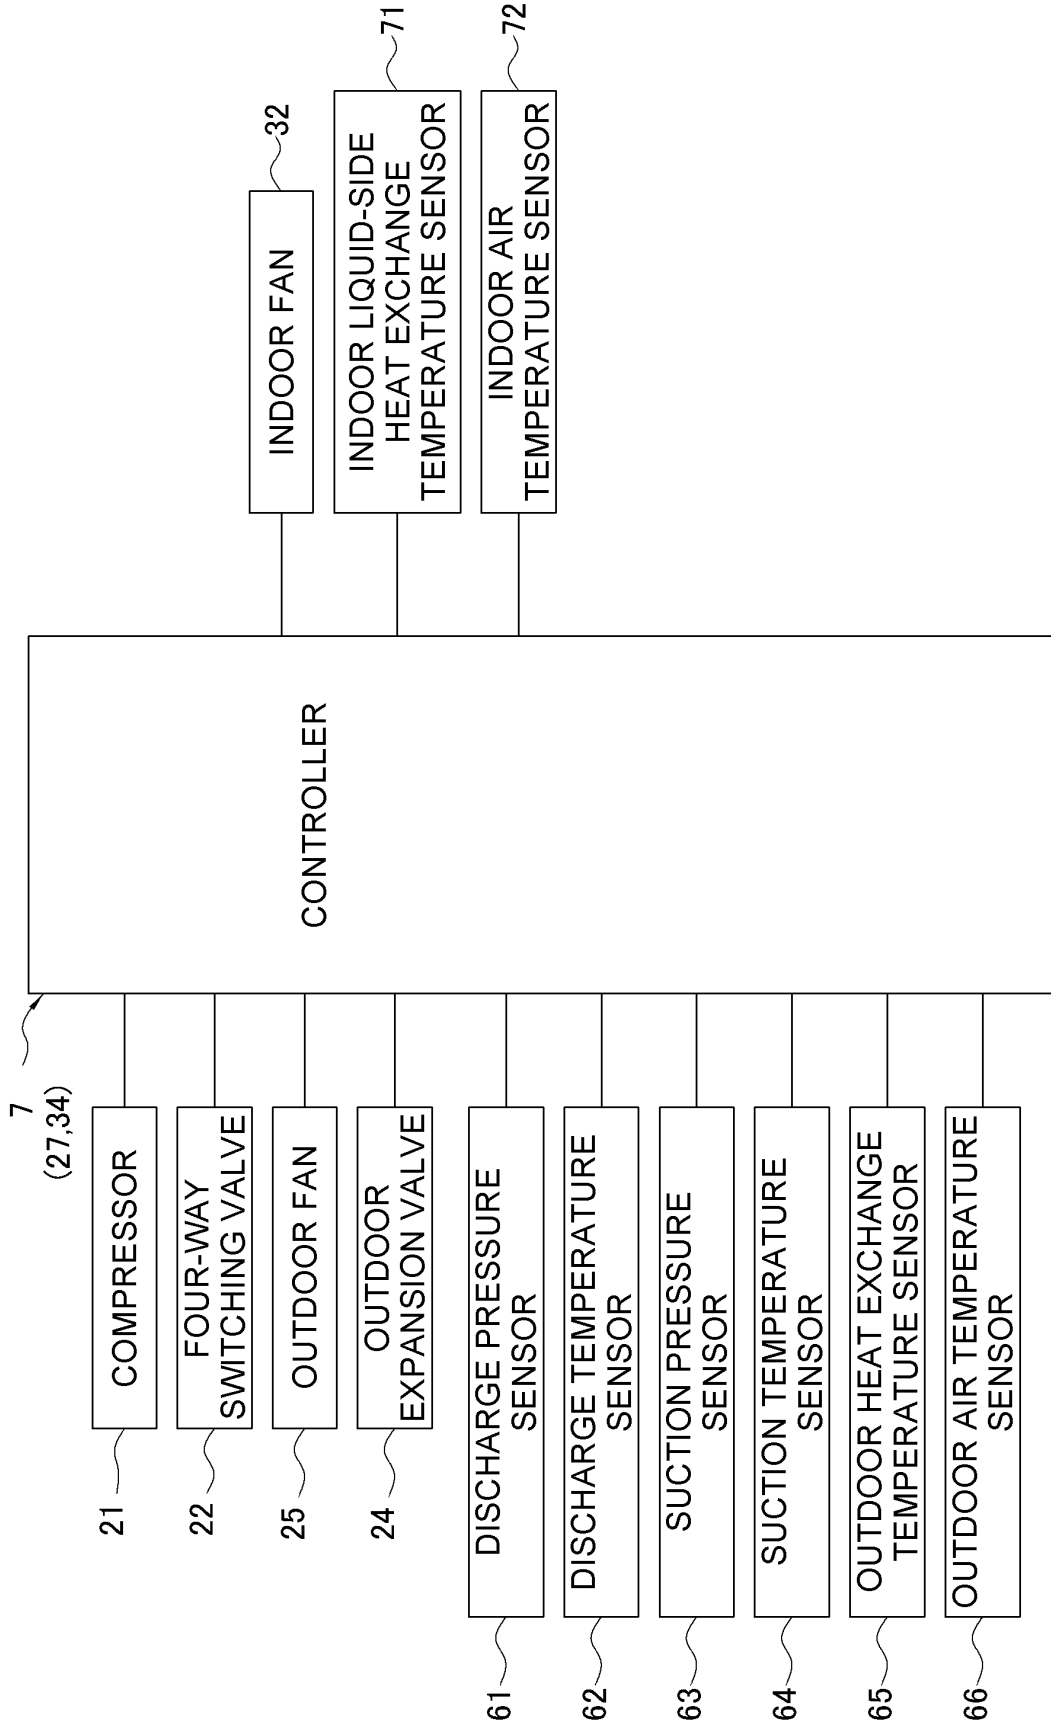 7
(27,34)
CONTROLLER
21
COMPRESSOR
22
FOUR-WAY
SWITCHING VALVE
25
OUTDOOR FAN
24
OUTDOOR
EXPANSION VALVE
61
DISCHARGE PRESSURE
SENSOR
62
DISCHARGE TEMPERATURE
SENSOR
63
SUCTION PRESSURE
SENSOR
64
SUCTION TEMPERATURE
SENSOR
65
OUTDOOR HEAT EXCHANGE
TEMPERATURE SENSOR
66
OUTDOOR AIR TEMPERATURE
SENSOR
INDOOR FAN
32
INDOOR LIQUID-SIDE
HEAT EXCHANGE
TEMPERATURE SENSOR
71
INDOOR AIR
TEMPERATURE SENSOR
72